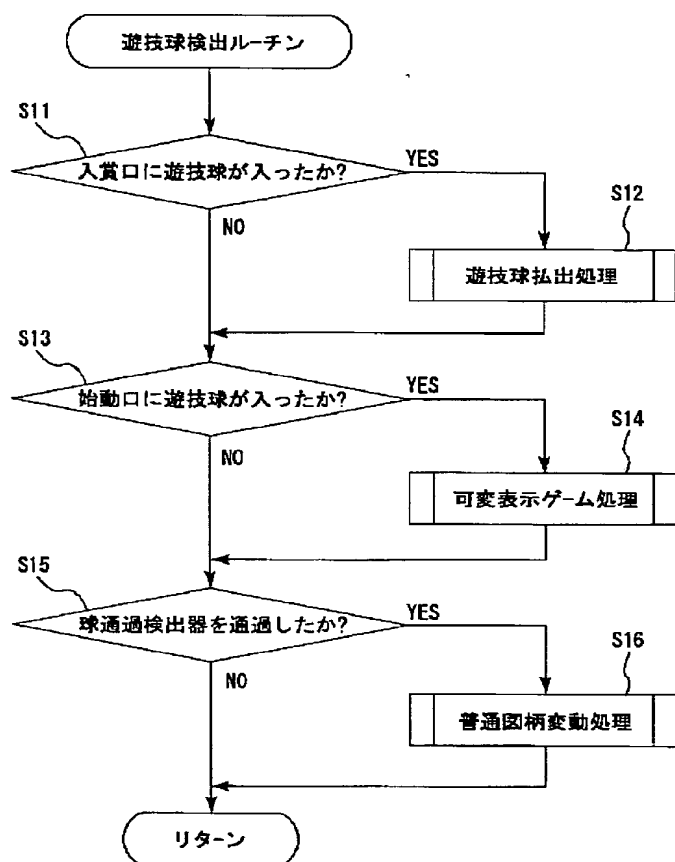 遊技球検出ルーチン
S11
入賞口に遊技球が入ったか?
YES
NO
S12
遊技球払出処理
S13
始動口に遊技球が入ったか?
YES
NO
S14
可変表示ゲーム処理
S15
球通過検出器を通過したか?
YES
NO
S16
普通図柄変動処理
リターン